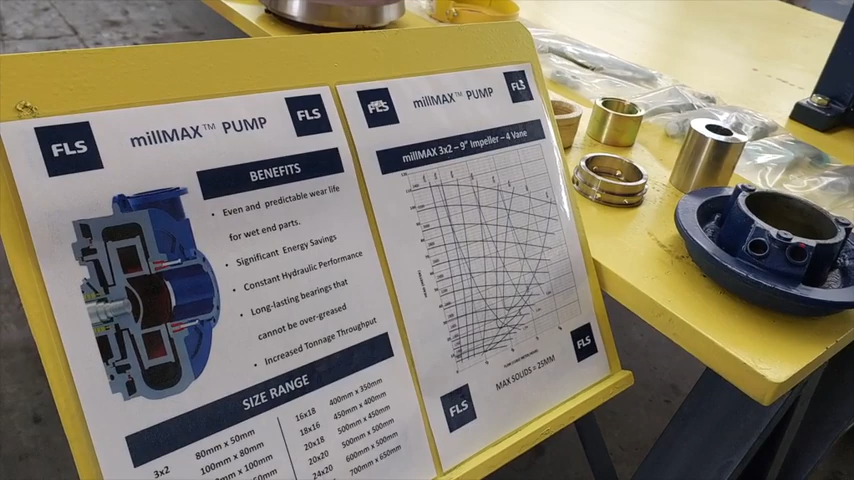 FLS
millMAX™ PUMP
FLS
BENEFITS
• Even and predictable wear life
for wet end parts.
• Significant Energy Savings
• Constant Hydraulic Performance
• Long-lasting bearings that
cannot be over-greased
• Increased Tonnage Throughput
SIZE RANGE
3x2 80mm x 50mm
100mm x 80mm
16x18 400mm x 350mm
18x16 450mm x 400mm
20x18 500mm x 450mm
20x20 500mm x 500mm
24x20 600mm x 500mm
700mm x 650mm
FLS
millMAX™ PUMP
FLS
millMAX 3x2 – 9" Impeller – 4 Vane
FLS
MAX SOLIDS = 25MM
FLS